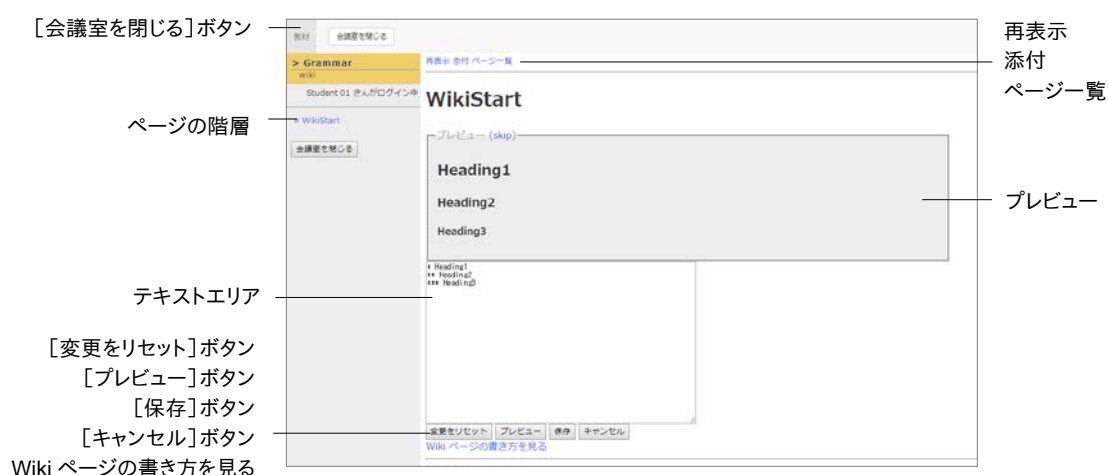 ［会議室を閉じる］ボタン
ページの階層
テキストエリア
［変更をリセット］ボタン
［プレビュー］ボタン
［保存］ボタン
［キャンセル］ボタン
Wiki ページの書き方を見る
教材 会議室を閉じる
> Grammar
wiki
Student 01 さんがログイン中
» WikiStart
会議室を閉じる
再表示 添付 ページ一覧
WikiStart
プレビュー (skip)
Heading1
Heading2
Heading3
* Heading1
** Heading2
*** Heading3
変更をリセット プレビュー 保存 キャンセル
Wiki ページの書き方を見る
再表示
添付
ページ一覧
プレビュー